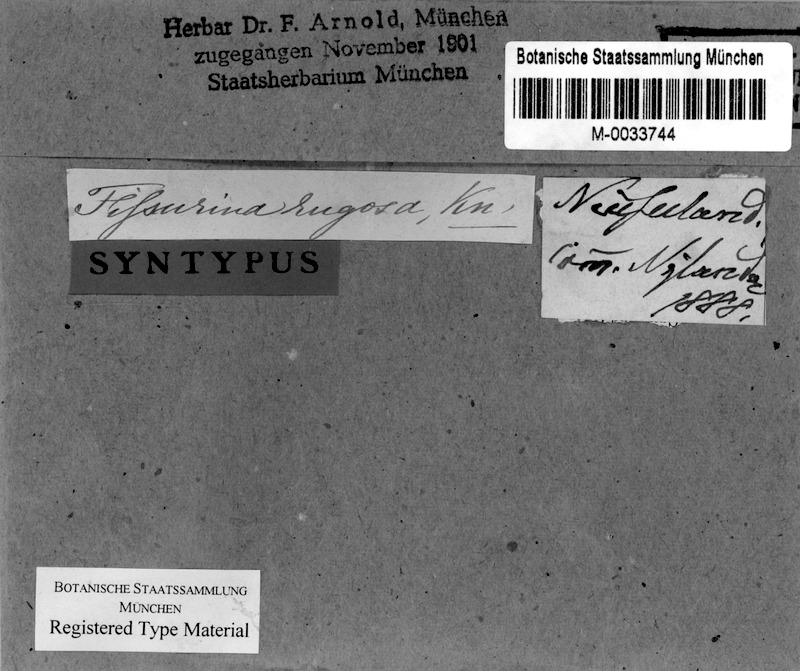 Herbar Dr. F. Arnold, München
zugegangen November 1901
Staatsherbarium München
Botanische Staatssammlung München
M-0033744
Fissurina rugosa, Kn.
SYNTYPUS
Neuseeland.
Com. Nylander
1888.
BOTANISCHE STAATSSAMMLUNG
MÜNCHEN
Registered Type Material